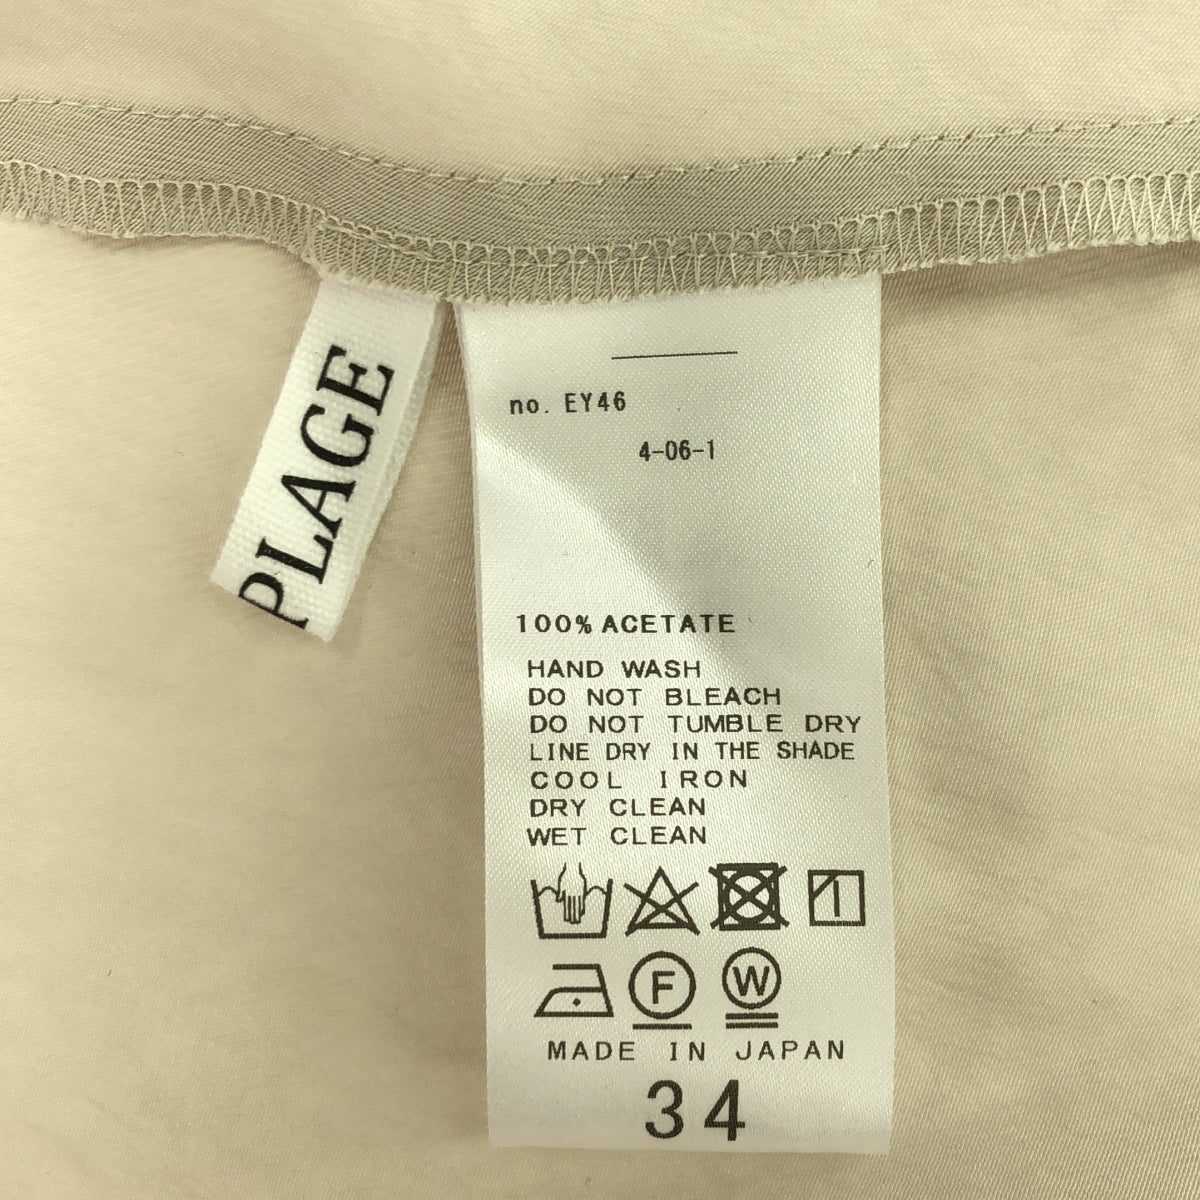 PLAGE
no. EY46
4-06-1
100% ACETATE
HAND WASH
DO NOT BLEACH
DO NOT TUMBLE DRY
LINE DRY IN THE SHADE
COOL IRON
DRY CLEAN
WET CLEAN
F W
MADE IN JAPAN
34